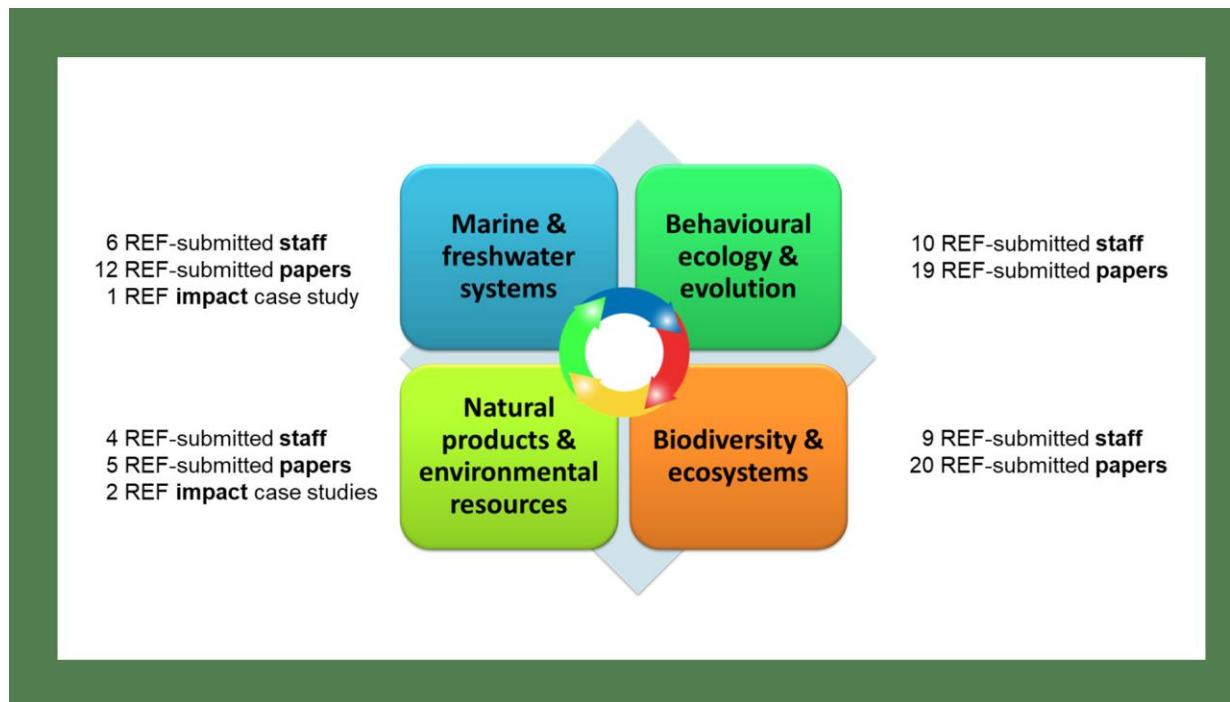 6 REF-submitted staff
12 REF-submitted papers
1 REF impact case study
Marine &
freshwater
systems
Behavioural
ecology &
evolution
10 REF-submitted staff
19 REF-submitted papers
4 REF-submitted staff
5 REF-submitted papers
2 REF impact case studies
Natural
products &
environmental
resources
Biodiversity &
ecosystems
9 REF-submitted staff
20 REF-submitted papers